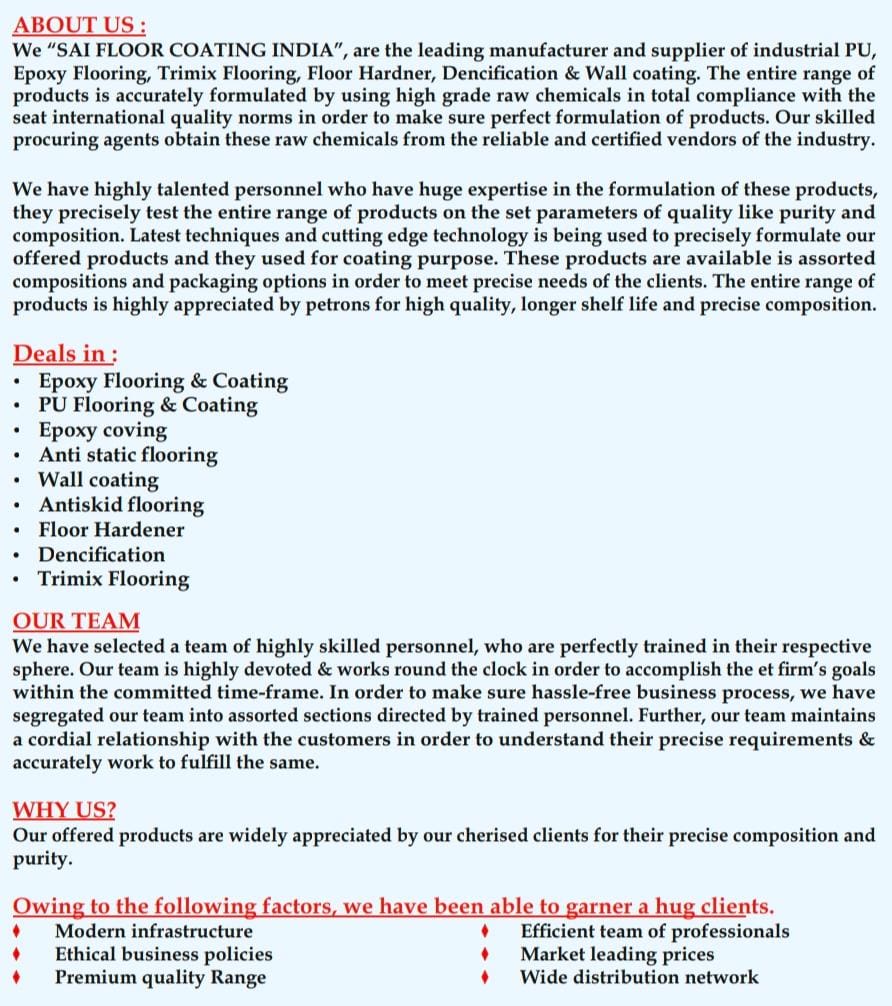 ABOUT US :
We “SAI FLOOR COATING INDIA”, are the leading manufacturer and supplier of industrial PU,
Epoxy Flooring, Trimix Flooring, Floor Hardner, Dencification & Wall coating. The entire range of
products is accurately formulated by using high grade raw chemicals in total compliance with the
seat international quality norms in order to make sure perfect formulation of products. Our skilled
procuring agents obtain these raw chemicals from the reliable and certified vendors of the industry.
We have highly talented personnel who have huge expertise in the formulation of these products,
they precisely test the entire range of products on the set parameters of quality like purity and
composition. Latest techniques and cutting edge technology is being used to precisely formulate our
offered products and they used for coating purpose. These products are available is assorted
compositions and packaging options in order to meet precise needs of the clients. The entire range of
products is highly appreciated by petrons for high quality, longer shelf life and precise composition.
Deals in :
• Epoxy Flooring & Coating
• PU Flooring & Coating
• Epoxy coving
• Anti static flooring
• Wall coating
• Antiskid flooring
• Floor Hardener
• Dencification
• Trimix Flooring
OUR TEAM
We have selected a team of highly skilled personnel, who are perfectly trained in their respective
sphere. Our team is highly devoted & works round the clock in order to accomplish the et firm’s goals
within the committed time-frame. In order to make sure hassle-free business process, we have
segregated our team into assorted sections directed by trained personnel. Further, our team maintains
a cordial relationship with the customers in order to understand their precise requirements &
accurately work to fulfill the same.
WHY US?
Our offered products are widely appreciated by our cherised clients for their precise composition and
purity.
Owing to the following factors, we have been able to garner a hug clients.
♦ Modern infrastructure
♦ Ethical business policies
♦ Premium quality Range
♦ Efficient team of professionals
♦ Market leading prices
♦ Wide distribution network